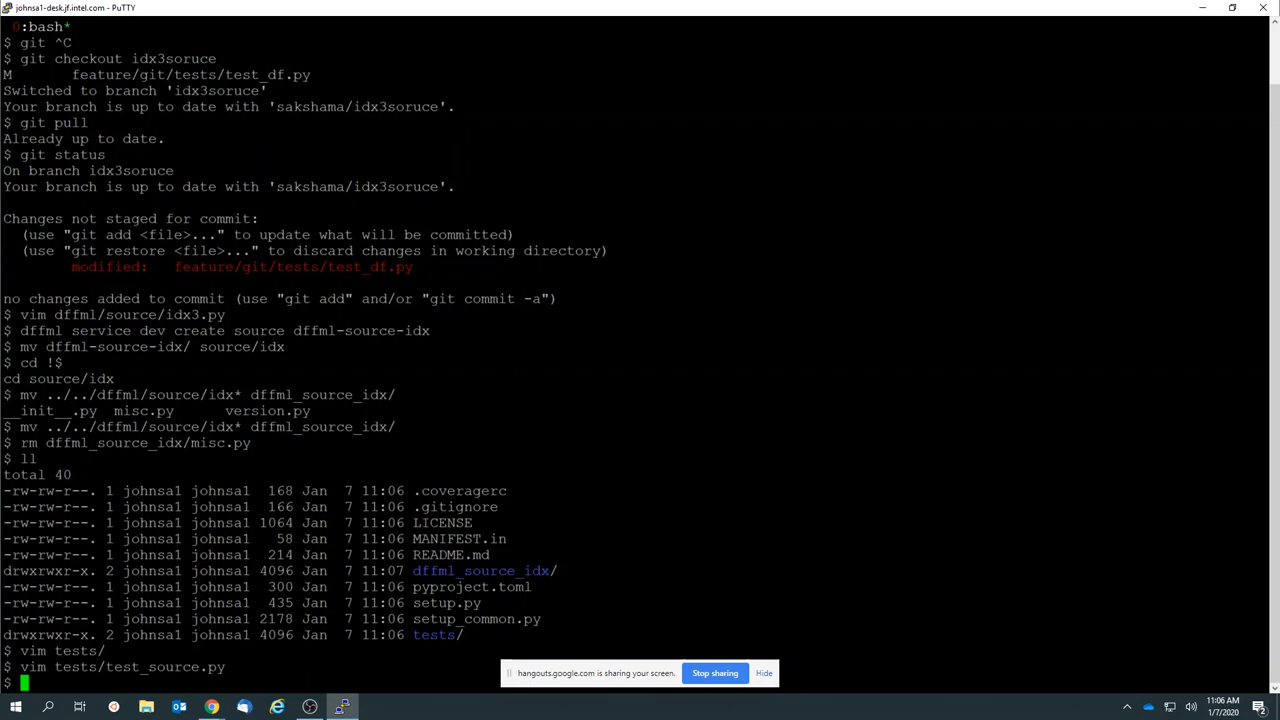 johnsa1-desk.jf.intel.com - PuTTY
0:bash*
$ git ^C
$ git checkout idx3soruce
M       feature/git/tests/test_df.py
Switched to branch 'idx3soruce'
Your branch is up to date with 'sakshama/idx3soruce'.
$ git pull
Already up to date.
$ git status
On branch idx3soruce
Your branch is up to date with 'sakshama/idx3soruce'.
Changes not staged for commit:
  (use "git add <file>..." to update what will be committed)
  (use "git restore <file>..." to discard changes in working directory)
        modified:   feature/git/tests/test_df.py
no changes added to commit (use "git add" and/or "git commit -a")
$ vim dffml/source/idx3.py
$ dffml service dev create source dffml-source-idx
$ mv dffml-source-idx/ source/idx
$ cd !$
cd source/idx
$ mv ../../dffml/source/idx* dffml_source_idx/
__init__.py  misc.py      version.py
$ mv ../../dffml/source/idx* dffml_source_idx/
$ rm dffml_source_idx/misc.py
$ ll
total 40
-rw-rw-r--. 1 johnsa1 johnsa1  168 Jan  7 11:06 .coveragerc
-rw-rw-r--. 1 johnsa1 johnsa1  166 Jan  7 11:06 .gitignore
-rw-rw-r--. 1 johnsa1 johnsa1 1064 Jan  7 11:06 LICENSE
-rw-rw-r--. 1 johnsa1 johnsa1   58 Jan  7 11:06 MANIFEST.in
-rw-rw-r--. 1 johnsa1 johnsa1  214 Jan  7 11:06 README.md
drwxrwxr-x. 2 johnsa1 johnsa1 4096 Jan  7 11:07 dffml_source_idx/
-rw-rw-r--. 1 johnsa1 johnsa1  300 Jan  7 11:06 pyproject.toml
-rw-rw-r--. 1 johnsa1 johnsa1  435 Jan  7 11:06 setup.py
-rw-rw-r--. 1 johnsa1 johnsa1 2178 Jan  7 11:06 setup_common.py
drwxrwxr-x. 2 johnsa1 johnsa1 4096 Jan  7 11:06 tests/
$ vim tests/
$ vim tests/test_source.py
$
hangouts.google.com is sharing your screen. Stop sharing Hide
11:06 AM
1/7/2020
2